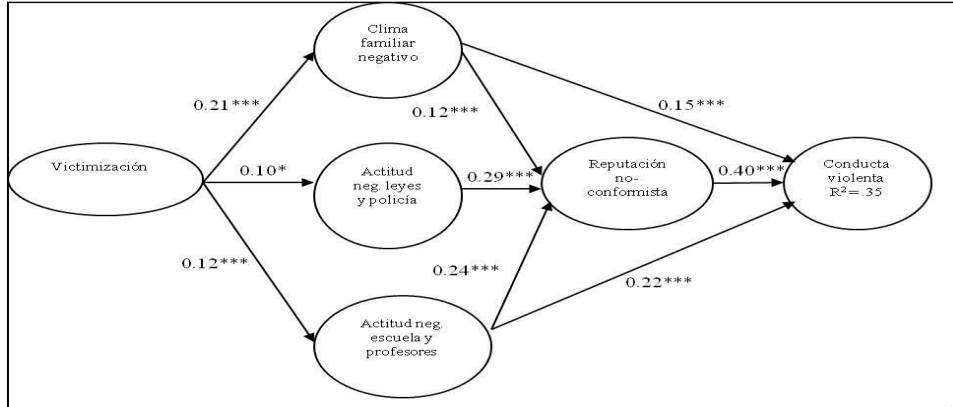 Clima
familiar
negativo
0.21***
0.12***
0.15***
Victimización
0.10*
Actitud
neg. leyes
y policía
0.29***
Reputación
no-
conformista
0.40***
Conducta
violenta
R²=.35
0.12***
0.24***
0.22***
Actitud neg.
escuela y
profesores